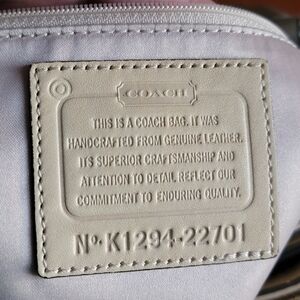 COACH
THIS IS A COACH BAG. IT WAS
HANDCRAFTED FROM GENUINE LEATHER.
ITS SUPERIOR CRAFTSMANSHIP AND
ATTENTION TO DETAIL REFLECT OUR
COMMITMENT TO ENDURING QUALITY.
Nº K1294-22701